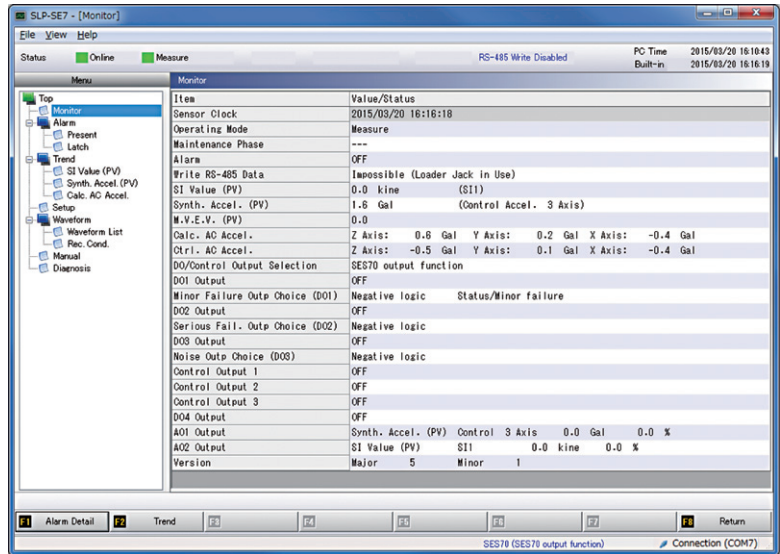 SLP-SE7 - [Monitor]
File View Help
Status Online Measure RS-485 Write Disabled PC Time 2015/03/20 16:10:43
Built-in 2015/03/20 16:16:19
Menu
Top
Monitor
Alarm
Present
Latch
Trend
SI Value (PV)
Synth. Accel. (PV)
Calc. AC Accel.
Setup
Waveform
Waveform List
Rec. Cond.
Manual
Diagnosis
Monitor
Item Value/Status
Sensor Clock 2015/03/20 16:16:18
Operating Mode Measure
Maintenance Phase ---
Alarm OFF
Write RS-485 Data Impossible (Loader Jack in Use)
SI Value (PV) 0.0 kine (SI1)
Synth. Accel. (PV) 1.6 Gal (Control Accel. 3 Axis)
M.V.E.V. (PV) 0.0
Calc. AC Accel. Z Axis: 0.6 Gal Y Axis: 0.2 Gal X Axis: -0.4 Gal
Ctrl. AC Accel. Z Axis: -0.5 Gal Y Axis: 0.1 Gal X Axis: -0.4 Gal
DO/Control Output Selection SES70 output function
DO1 Output OFF
Minor Failure Outp Choice (DO1) Negative logic Status/Minor failure
DO2 Output OFF
Serious Fail. Outp Choice (DO2) Negative logic
DO3 Output OFF
Noise Outp Choice (DO3) Negative logic
Control Output 1 OFF
Control Output 2 OFF
Control Output 3 OFF
DO4 Output OFF
AO1 Output Synth. Accel. (PV) Control 3 Axis 0.0 Gal 0.0 %
AO2 Output SI Value (PV) SI1 0.0 kine 0.0 %
Version Major 5 Minor 1
F1 Alarm Detail F2 Trend F3 F4 F5 F6 F7 F8 Return
SES70 (SES70 output function) Connection (COM7)